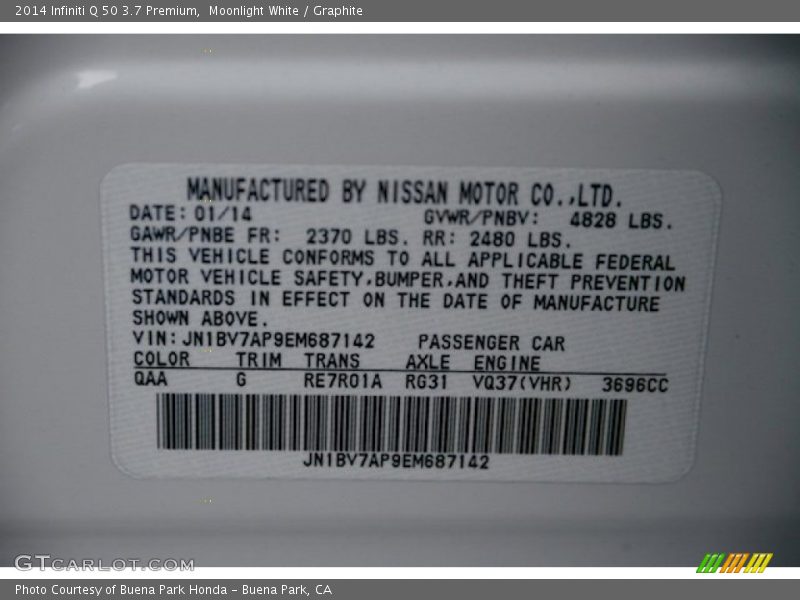 2014 Infiniti Q 50 3.7 Premium, Moonlight White / Graphite
MANUFACTURED BY NISSAN MOTOR CO.,LTD.
DATE: 01/14 GVWR/PNBV: 4828 LBS.
GAWR/PNBE FR: 2370 LBS. RR: 2480 LBS.
THIS VEHICLE CONFORMS TO ALL APPLICABLE FEDERAL
MOTOR VEHICLE SAFETY,BUMPER,AND THEFT PREVENTION
STANDARDS IN EFFECT ON THE DATE OF MANUFACTURE
SHOWN ABOVE.
VIN: JN1BV7AP9EM687142 PASSENGER CAR
COLOR TRIM TRANS AXLE ENGINE
QAA G RE7R01A RG31 VQ37(VHR) 3696CC
JN1BV7AP9EM687142
GTCARLOT.COM
Photo Courtesy of Buena Park Honda - Buena Park, CA